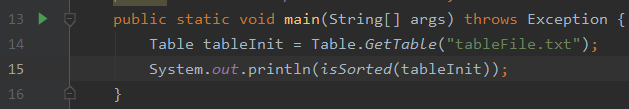 13 public static void main(String[] args) throws Exception {
14 Table tableInit = Table.GetTable("tableFile.txt");
15 System.out.println(isSorted(tableInit));
16 }